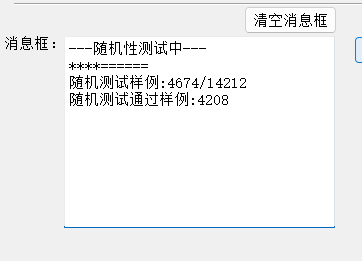 清空消息框
消息框：
---随机性测试中---
****==========
随机测试样例:4674/14212
随机测试通过样例:4208